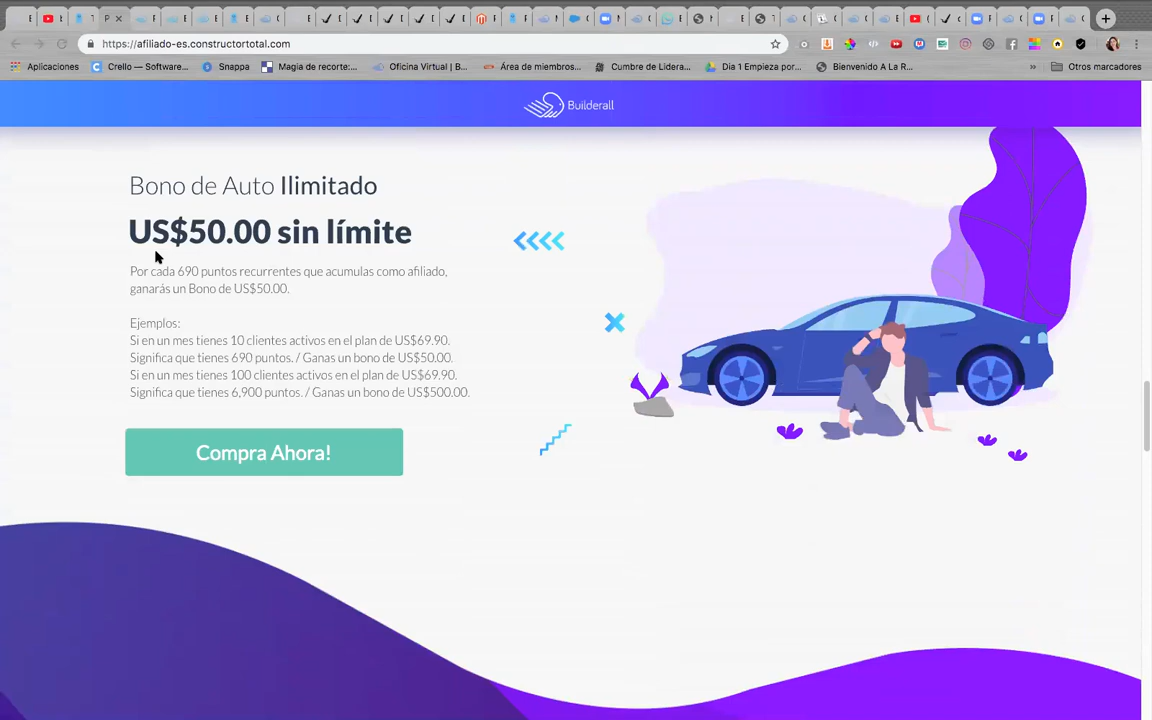 https://afiliado-es.constructortotal.com
Aplicaciones
Crello — Software...
Snappa
Magia de recorte:...
Oficina Virtual | B...
Área de miembros...
Cumbre de Lidera...
Dia 1 Empieza por...
Bienvenido A La R...
»
Otros marcadores
Builderall
Bono de Auto Ilimitado
US$50.00 sin límite
Por cada 690 puntos recurrentes que acumulas como afiliado,
ganarás un Bono de US$50.00.
Ejemplos:
Si en un mes tienes 10 clientes activos en el plan de US$69.90.
Significa que tienes 690 puntos. / Ganas un bono de US$50.00.
Si en un mes tienes 100 clientes activos en el plan de US$69.90.
Significa que tienes 6,900 puntos. / Ganas un bono de US$500.00.
Compra Ahora!